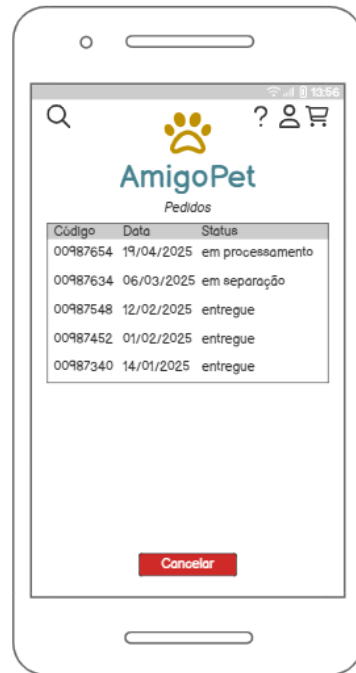 13:56
?
AmigoPet
Pedidos
Código Data Status
00987654 19/04/2025 em processamento
00987634 06/03/2025 em separação
00987548 12/02/2025 entregue
00987452 01/02/2025 entregue
00987340 14/01/2025 entregue
Cancelar